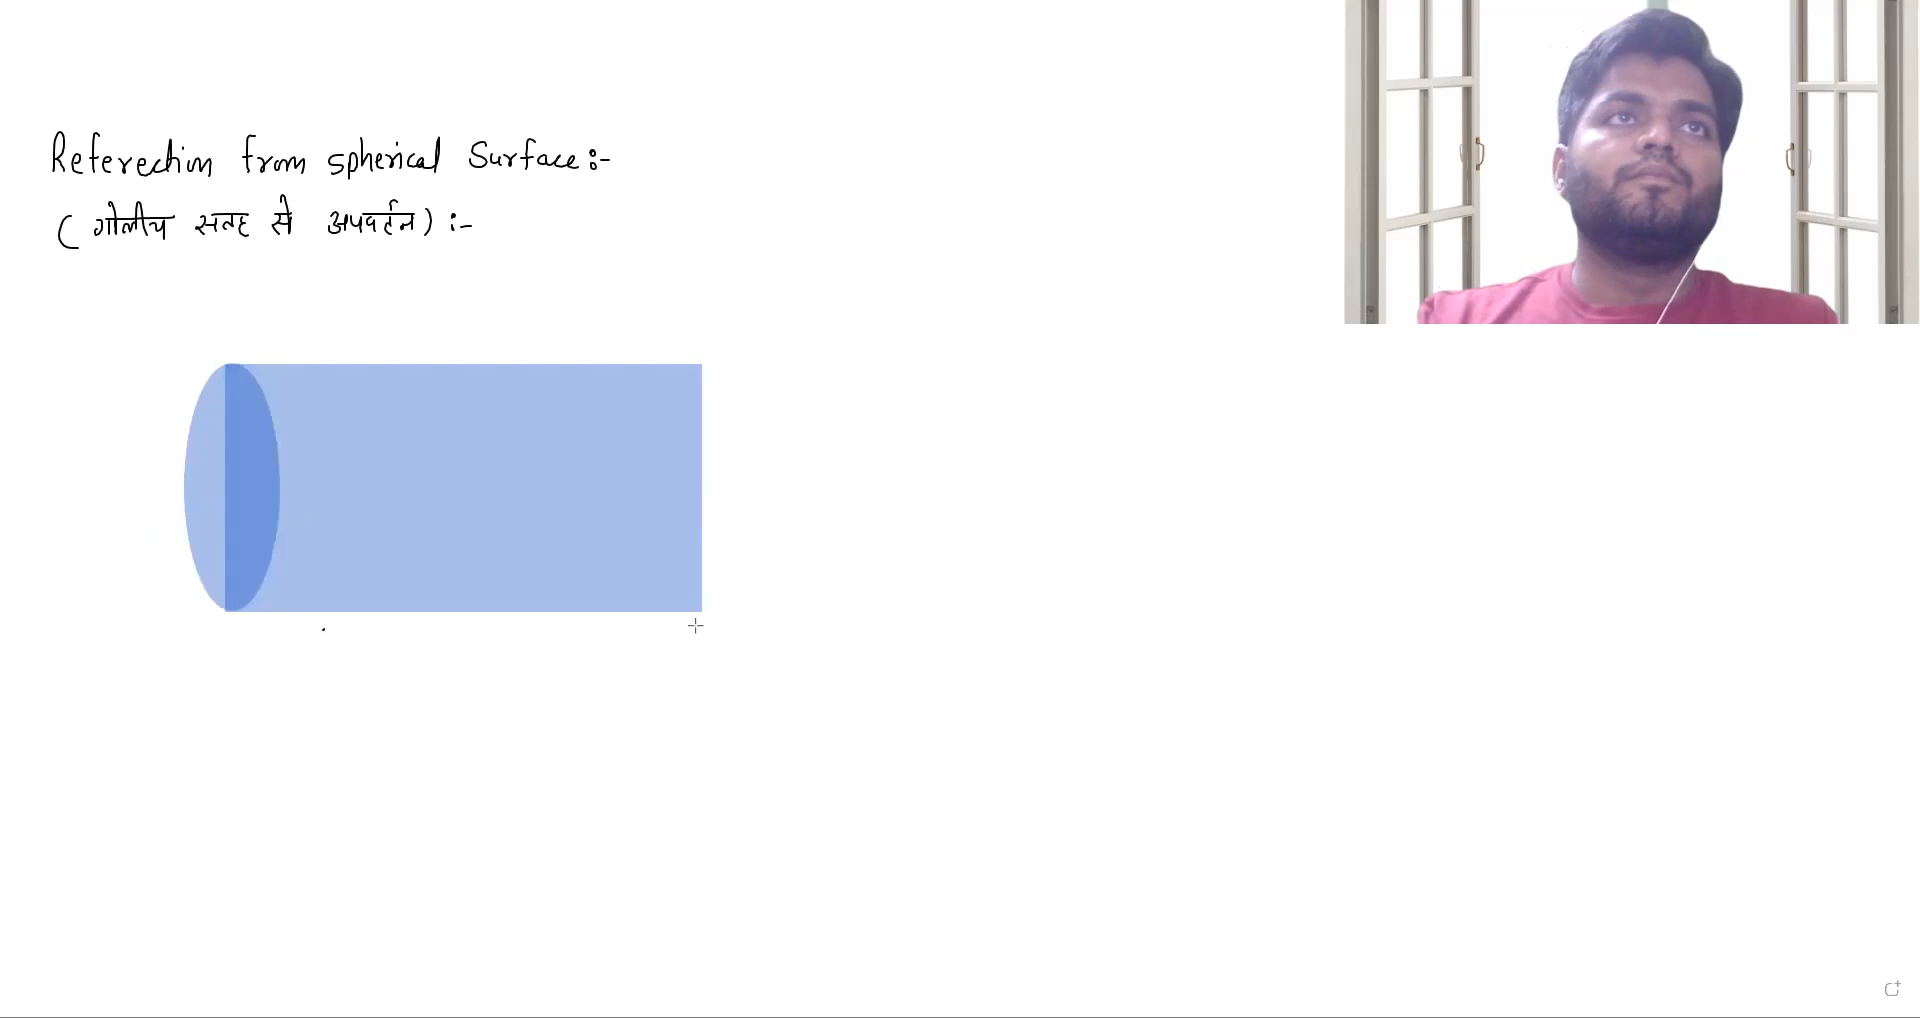 Referection from spherical Surface:-
( गोलीय सतह से अपवर्तन) :-